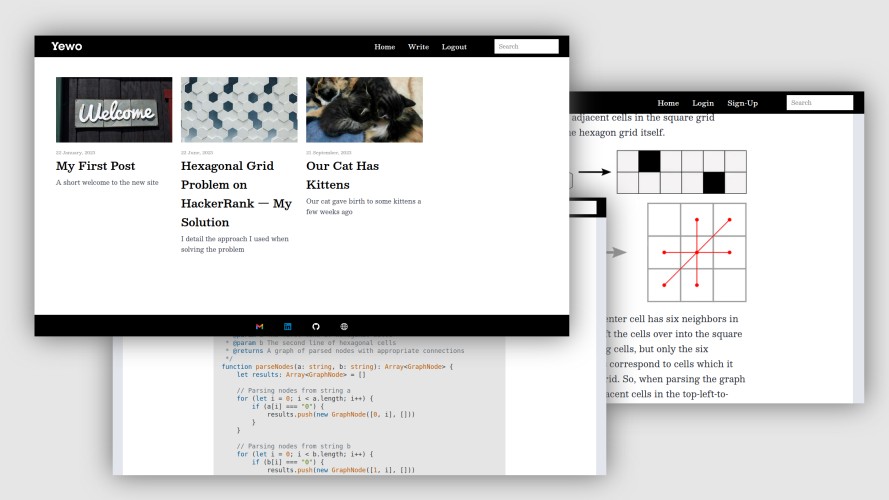 Yewo
Home Write Logout
Search
Welcome
22 January, 2023
My First Post
A short welcome to the new site
22 June, 2023
Hexagonal Grid
Problem on
HackerRank — My
Solution
I detail the approach I used when
solving the problem
21 September, 2023
Our Cat Has
Kittens
Our cat gave birth to some kittens a
few weeks ago
Home Login Sign-Up
Search
adjacent cells in the square grid
hexagon grid itself.
cell has six neighbors in
the cells over into the square
cells, but only the six
correspond to cells which it
So, when parsing the graph
cells in the top-left-to-
* @param b The second line of hexagonal cells
* @returns A graph of parsed nodes with appropriate connections
*/
function parseNodes(a: string, b: string): Array<GraphNode> {
let results: Array<GraphNode> = []
// Parsing nodes from string a
for (let i = 0; i < a.length; i++) {
if (a[i] === "0") {
results.push(new GraphNode([0, i], []))
}
}
// Parsing nodes from string b
for (let i = 0; i < b.length; i++) {
if (b[i] === "0") {
results.push(new GraphNode([1, i], []))